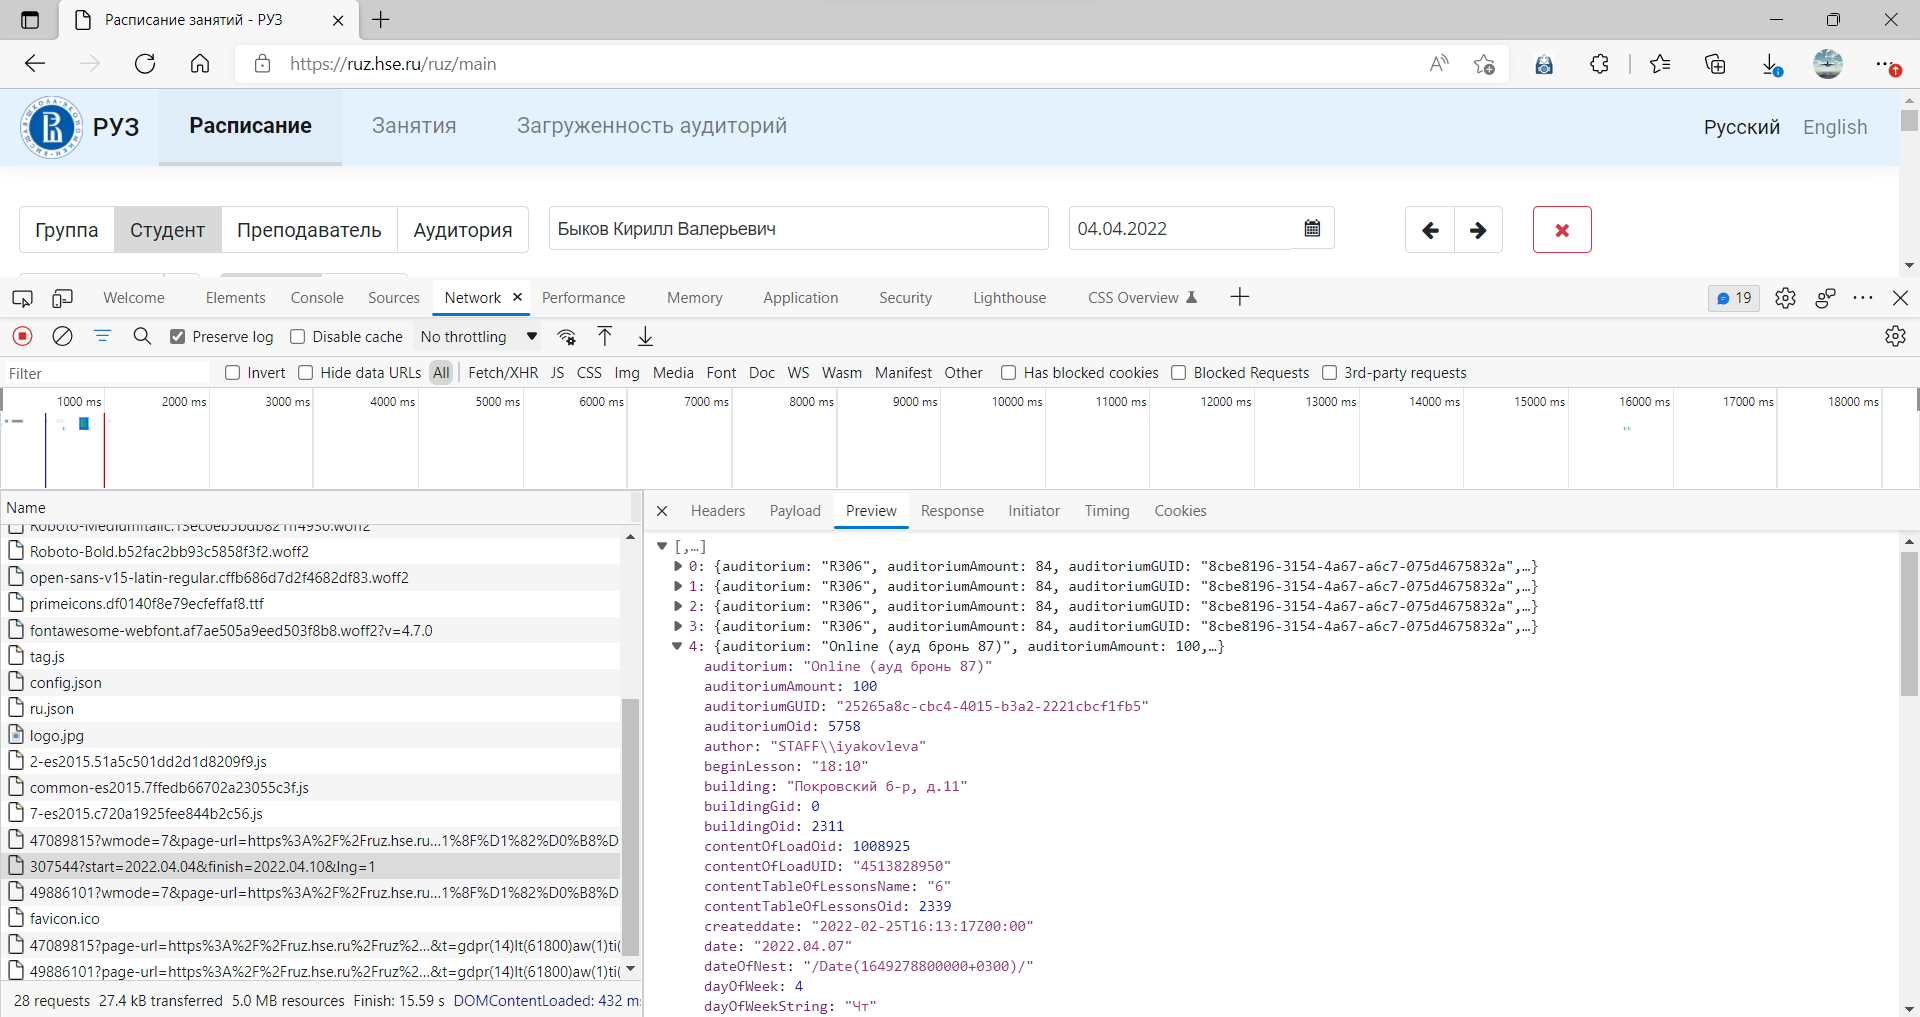 Расписание занятий - РУЗ
https://ruz.hse.ru/ruz/main
РУЗ Расписание Занятия Загруженность аудиторий Русский English
Группа Студент Преподаватель Аудитория Быков Кирилл Валерьевич 04.04.2022
Welcome Elements Console Sources Network Performance Memory Application Security Lighthouse CSS Overview 19
Preserve log Disable cache No throttling
Filter Invert Hide data URLs All Fetch/XHR JS CSS Img Media Font Doc WS Wasm Manifest Other Has blocked cookies Blocked Requests 3rd-party requests
1000 ms 2000 ms 3000 ms 4000 ms 5000 ms 6000 ms 7000 ms 8000 ms 9000 ms 10000 ms 11000 ms 12000 ms 13000 ms 14000 ms 15000 ms 16000 ms 17000 ms 18000 ms
Name
Roboto-Bold.b52fac2bb93c5858f3f2.woff2
open-sans-v15-latin-regular.cffb686d7d2f4682df83.woff2
primeicons.df0140f8e79ecfeffaf8.ttf
fontawesome-webfont.af7ae505a9eed503f8b8.woff2?v=4.7.0
tag.js
config.json
ru.json
logo.jpg
2-es2015.51a5c501dd2d1d8209f9.js
common-es2015.7ffedb66702a23055c3f.js
7-es2015.c720a1925fee844b2c56.js
47089815?wmode=7&page-url=https%3A%2F%2Fruz.hse.ru...1%8F%D1%82%D0%B8%D
307544?start=2022.04.04&finish=2022.04.10&lng=1
49886101?wmode=7&page-url=https%3A%2F%2Fruz.hse.ru...1%8F%D1%82%D0%B8%D
favicon.ico
47089815?page-url=https%3A%2F%2Fruz.hse.ru%2Fruz%2...&t=gdpr(14)lt(61800)aw(1)ti(
49886101?page-url=https%3A%2F%2Fruz.hse.ru%2Fruz%2...&t=gdpr(14)lt(61800)aw(1)ti(
28 requests 27.4 kB transferred 5.0 MB resources Finish: 15.59 s DOMContentLoaded: 432 m
Headers Payload Preview Response Initiator Timing Cookies
[,…]
0: {auditorium: "R306", auditoriumAmount: 84, auditoriumGUID: "8cbe8196-3154-4a67-a6c7-075d4675832a",…}
1: {auditorium: "R306", auditoriumAmount: 84, auditoriumGUID: "8cbe8196-3154-4a67-a6c7-075d4675832a",…}
2: {auditorium: "R306", auditoriumAmount: 84, auditoriumGUID: "8cbe8196-3154-4a67-a6c7-075d4675832a",…}
3: {auditorium: "R306", auditoriumAmount: 84, auditoriumGUID: "8cbe8196-3154-4a67-a6c7-075d4675832a",…}
4: {auditorium: "Online (ауд бронь 87)", auditoriumAmount: 100,…}
auditorium: "Online (ауд бронь 87)"
auditoriumAmount: 100
auditoriumGUID: "25265a8c-cbc4-4015-b3a2-2221cbcf1fb5"
auditoriumOid: 5758
author: "STAFF\\iyakovleva"
beginLesson: "18:10"
building: "Покровский б-р, д.11"
buildingGid: 0
buildingOid: 2311
contentOfLoadOid: 1008925
contentOfLoadUID: "4513828950"
contentTableOfLessonsName: "6"
contentTableOfLessonsOid: 2339
createddate: "2022-02-25T16:13:17Z00:00"
date: "2022.04.07"
dateOfNest: "/Date(1649278800000+0300)/"
dayOfWeek: 4
dayOfWeekString: "Чт"